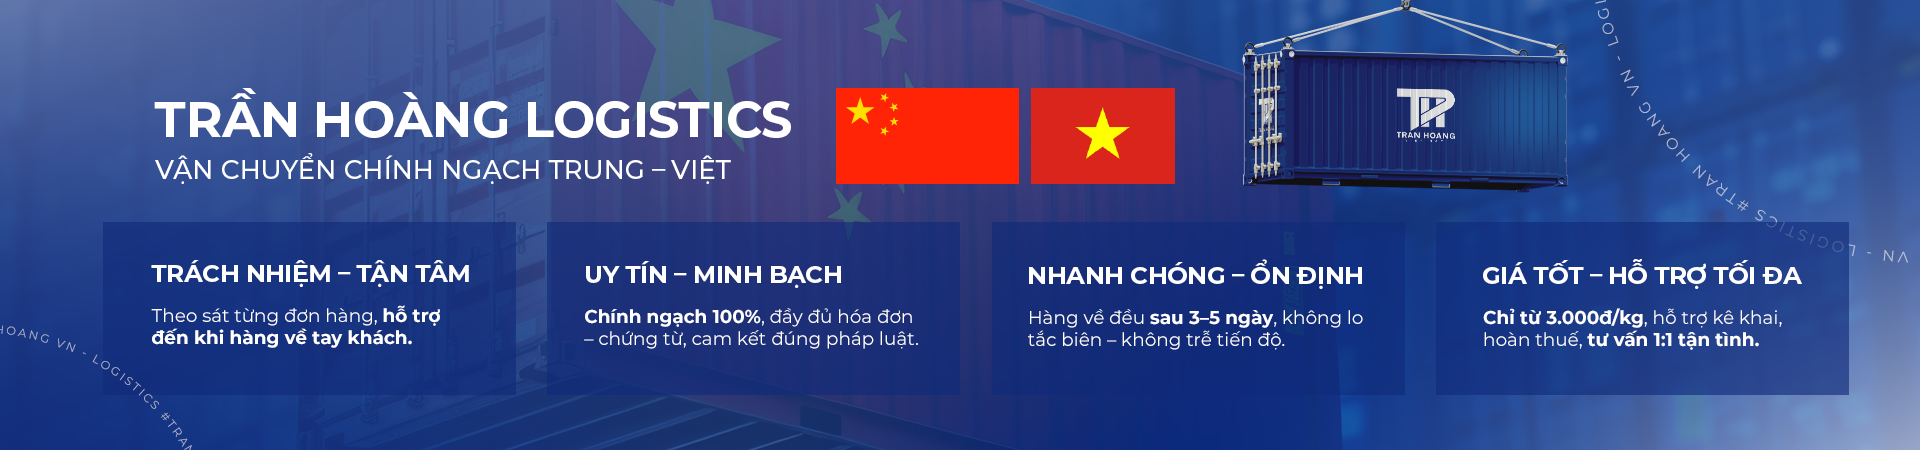 TRẦN HOÀNG LOGISTICS
VẬN CHUYỂN CHÍNH NGẠCH TRUNG – VIỆT
TRAN HOANG
TRÁCH NHIỆM – TẬN TÂM
Theo sát từng đơn hàng, hỗ trợ
đến khi hàng về tay khách.
UY TÍN – MINH BẠCH
Chính ngạch 100%, đầy đủ hóa đơn
– chứng từ, cam kết đúng pháp luật.
NHANH CHÓNG – ỔN ĐỊNH
Hàng về đều sau 3–5 ngày, không lo
tắc biên – không trễ tiến độ.
GIÁ TỐT – HỖ TRỢ TỐI ĐA
Chỉ từ 3.000đ/kg, hỗ trợ kê khai,
hoàn thuế, tư vấn 1:1 tận tình.
HOANG VN - LOGISTICS #TRAN
VN - LOGISTICS #TRAN HOANG VN - LOGI